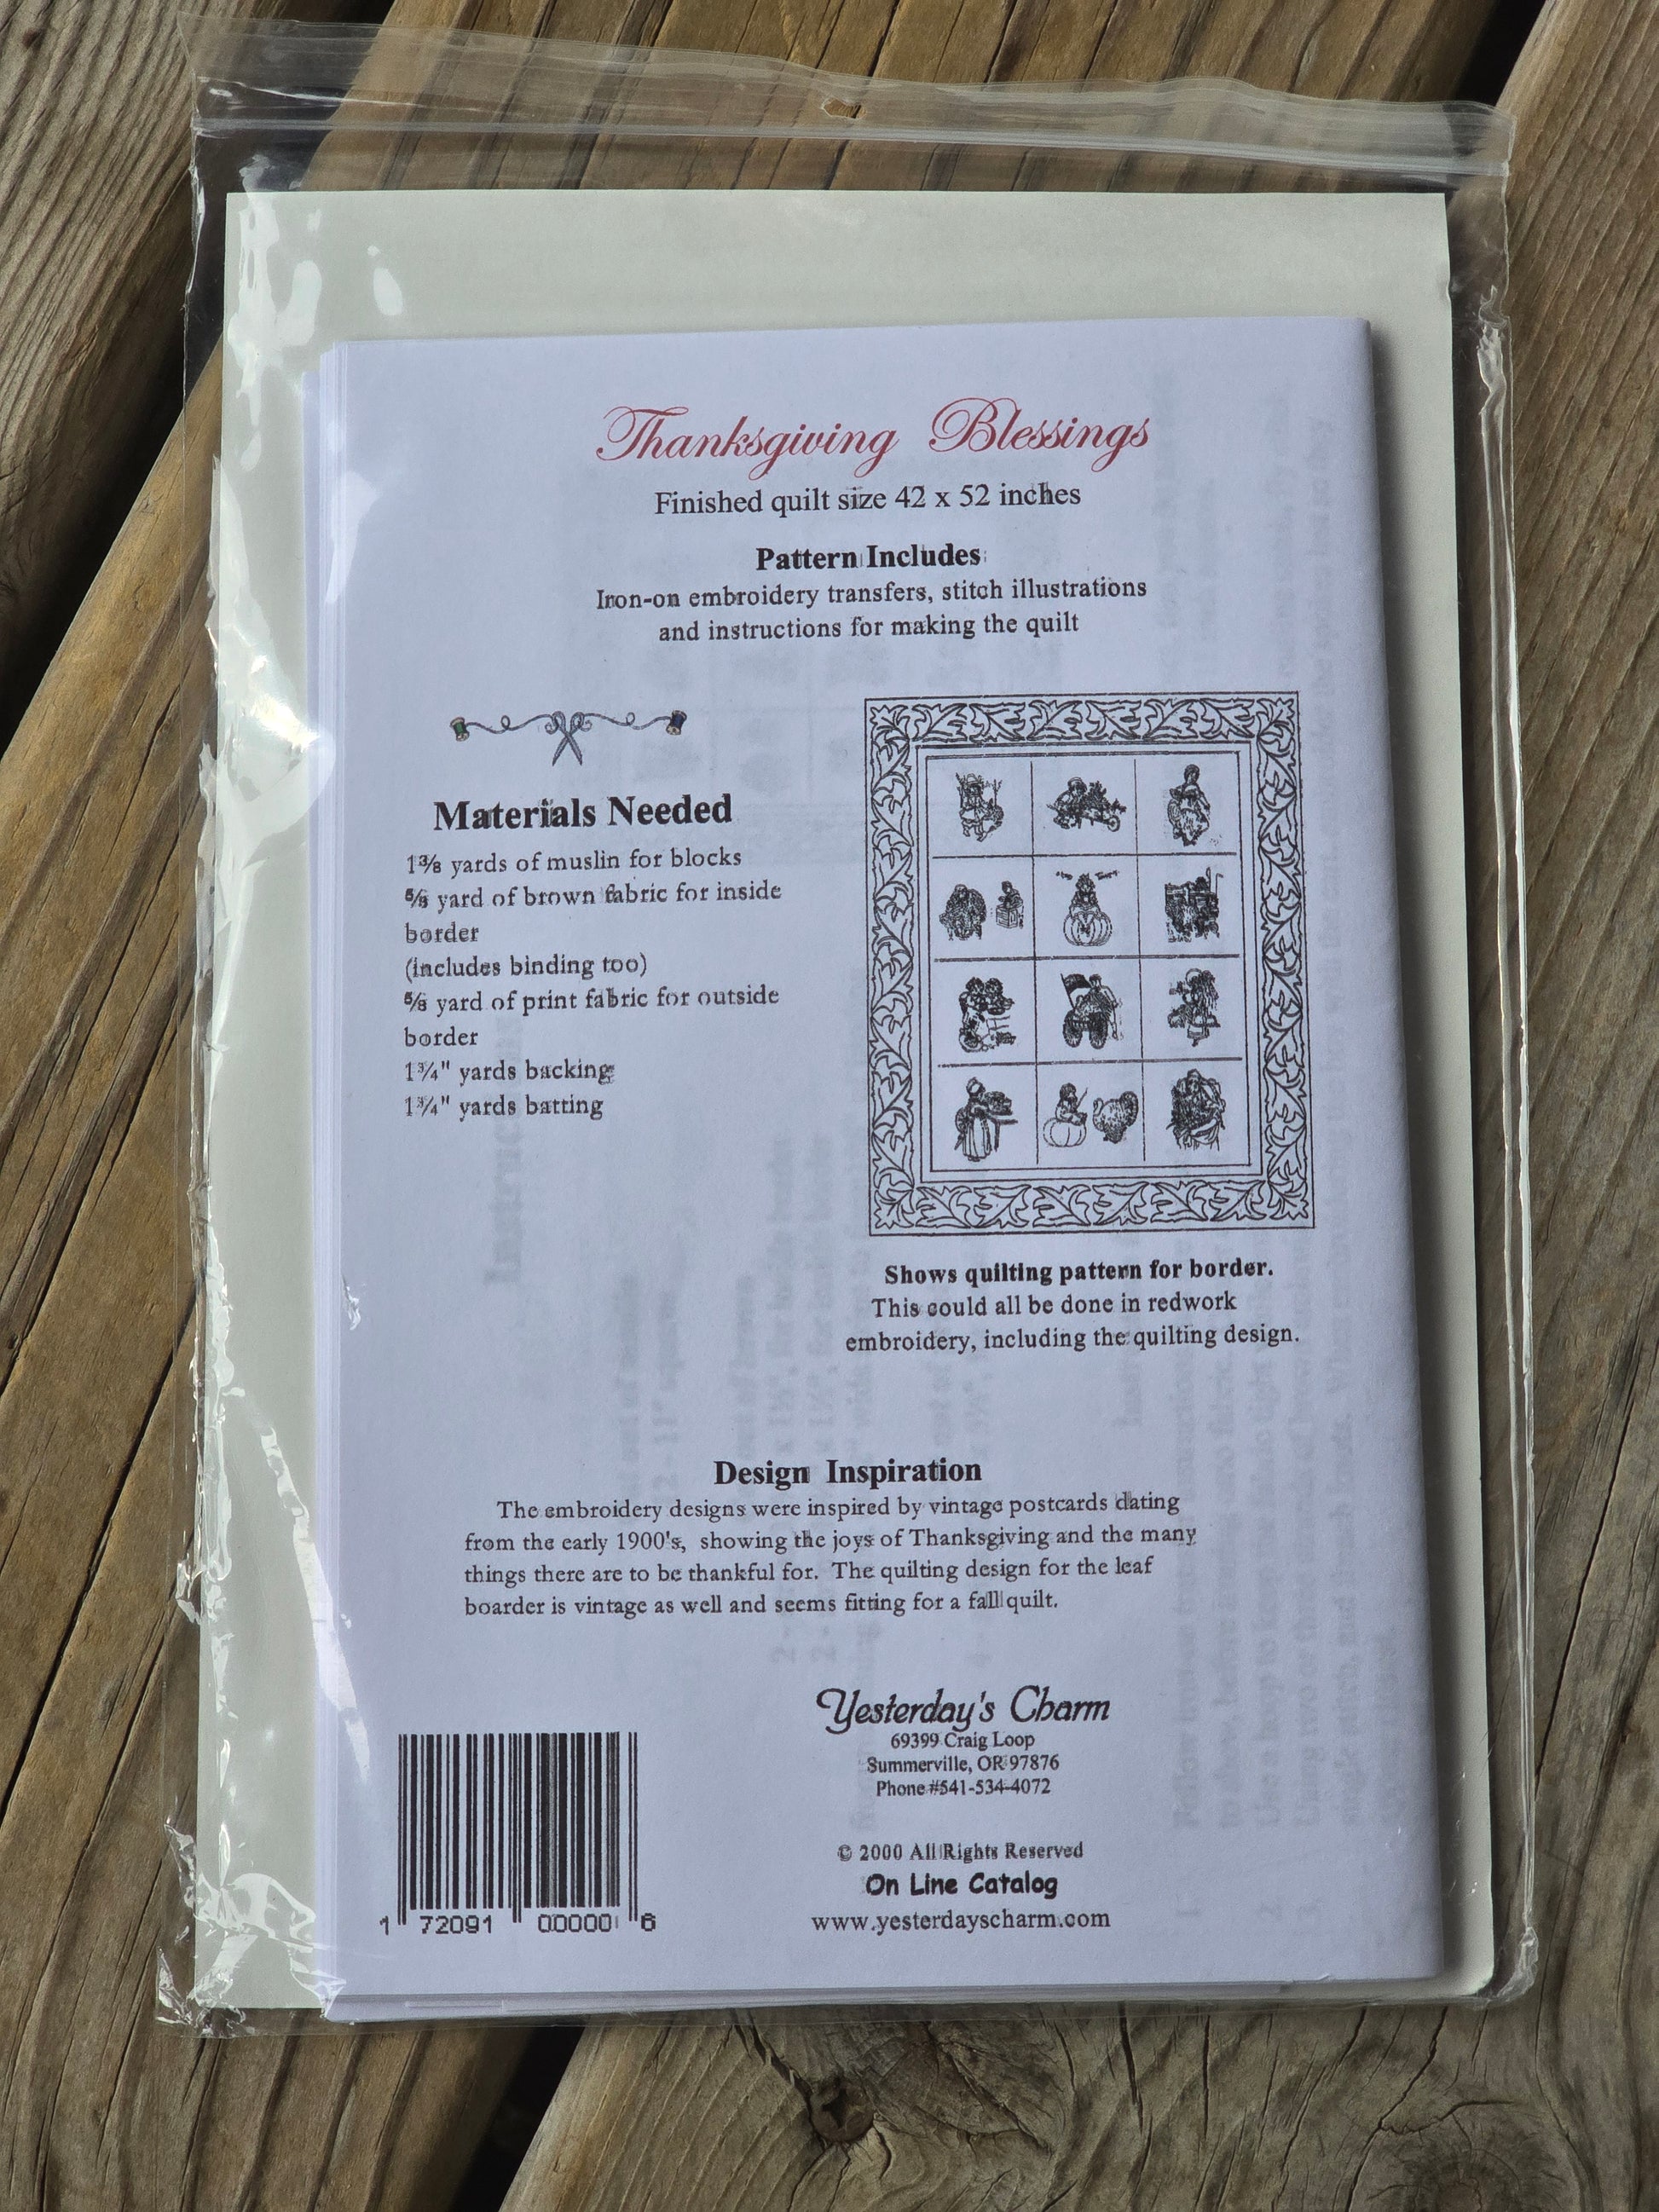 Thanksgiving Blessings
Finished quilt size 42 x 52 inches
Pattern Includes
Iron-on embroidery transfers, stitch illustrations
and instructions for making the quilt
Materials Needed
1⅜ yards of muslin for blocks
⅝ yard of brown fabric for inside
border
(includes binding too)
⅝ yard of print fabric for outside
border
1¾" yards backing
1¾" yards batting
Shows quilting pattern for border.
This could all be done in redwork
embroidery, including the quilting design.
Design Inspiration
The embroidery designs were inspired by vintage postcards dating
from the early 1900's, showing the joys of Thanksgiving and the many
things there are to be thankful for. The quilting design for the leaf
boarder is vintage as well and seems fitting for a fall quilt.
Yesterday's Charm
69399 Craig Loop
Summerville, OR 97876
Phone #541-534-4072
© 2000 All Rights Reserved
On Line Catalog
www.yesterdayscharm.com
1 72091 00000 6